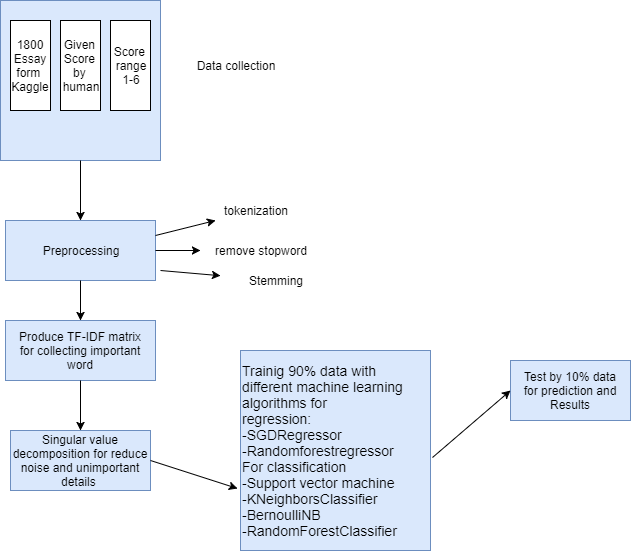 1800
Essay
form
Kaggle
Given
Score
by
human
Score
range
1-6
Data collection
tokenization
Preprocessing
remove stopword
Stemming
Produce TF-IDF matrix
for collecting important
word
Singular value
decomposition for reduce
noise and unimportant
details
Trainig 90% data with
different machine learning
algorithms for
regression:
-SGDRegressor
-Randomforestregressor
For classification
-Support vector machine
-KNeighborsClassifier
-BernoulliNB
-RandomForestClassifier
Test by 10% data
for prediction and
Results